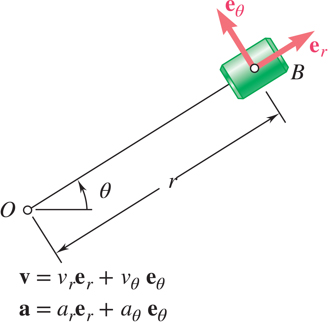 e_θ
e_r
B
r
θ
O
v = v_r e_r + v_θ e_θ
a = a_r e_r + a_θ e_θ